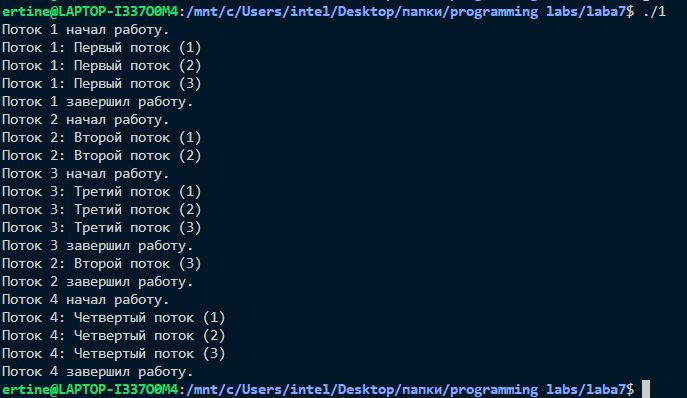 ertine@LAPTOP-I337O0M4:/mnt/c/Users/intel/Desktop/папки/programming labs/laba7$ ./1
Поток 1 начал работу.
Поток 1: Первый поток (1)
Поток 1: Первый поток (2)
Поток 1: Первый поток (3)
Поток 1 завершил работу.
Поток 2 начал работу.
Поток 2: Второй поток (1)
Поток 2: Второй поток (2)
Поток 3 начал работу.
Поток 3: Третий поток (1)
Поток 3: Третий поток (2)
Поток 3: Третий поток (3)
Поток 3 завершил работу.
Поток 2: Второй поток (3)
Поток 2 завершил работу.
Поток 4 начал работу.
Поток 4: Четвертый поток (1)
Поток 4: Четвертый поток (2)
Поток 4: Четвертый поток (3)
Поток 4 завершил работу.
ertine@LAPTOP-I337O0M4:/mnt/c/Users/intel/Desktop/папки/programming labs/laba7$